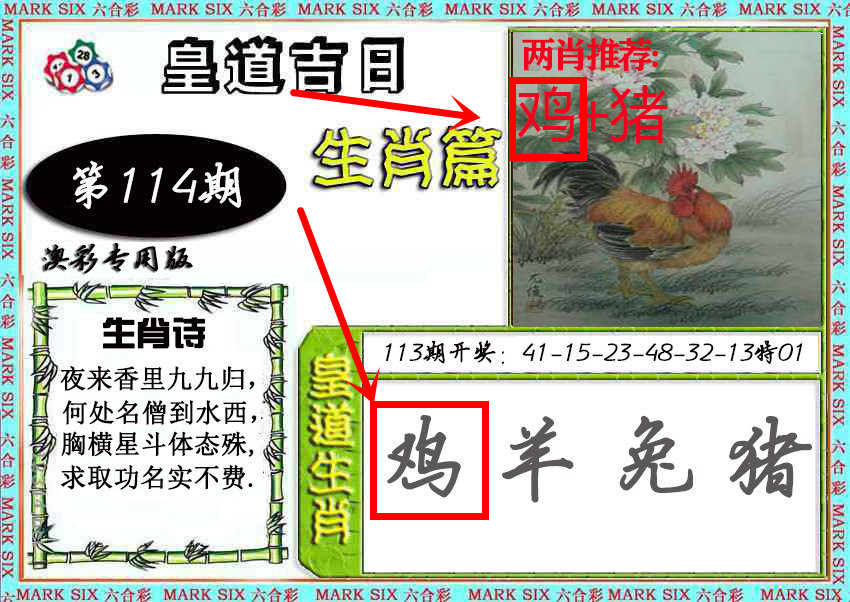 MARK SIX 六合彩 MARK SIX 六合彩 MARK SIX 六合彩 MARK SIX 六合彩 MARK SIX 六合彩 MARK SIX 六合彩
皇道吉日
28
1
3
生肖篇
两肖推荐:
鸡+猪
第114期
澳彩专用版
生肖诗
夜来香里九九归，
何处名僧到水西，
胸横星斗体态殊，
求取功名实不费.
113期开奖：41-15-23-48-32-13特01
皇道生肖
鸡 羊 兔 猪
MARK SIX 六合彩 MARK SIX 六合彩 MARK SIX 六合彩 MARK SIX 六合彩 MARK SIX 六合彩 MARK SIX